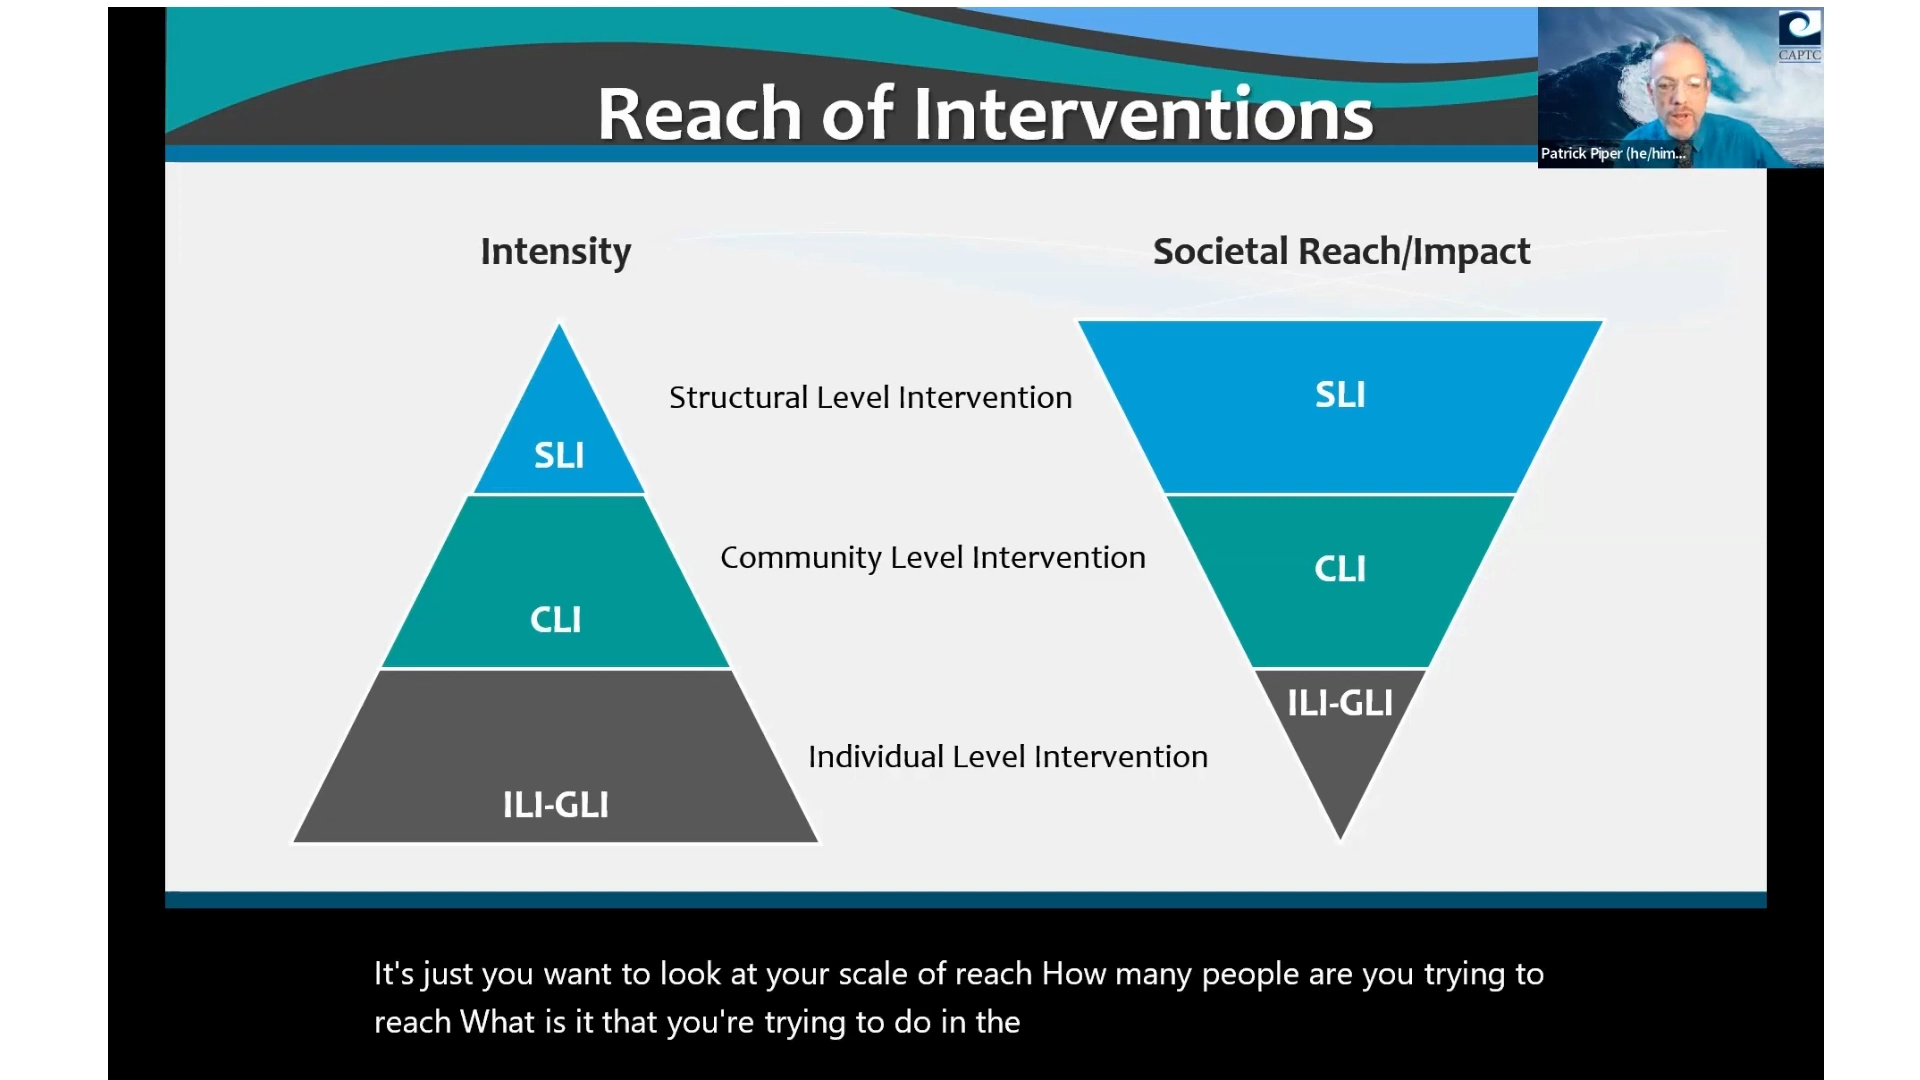 Reach of Interventions
CAPTC
Patrick Piper (he/him...
Intensity
Societal Reach/Impact
Structural Level Intervention
SLI
SLI
Community Level Intervention
CLI
CLI
Individual Level Intervention
ILI-GLI
ILI-GLI
It's just you want to look at your scale of reach How many people are you trying to
reach What is it that you're trying to do in the